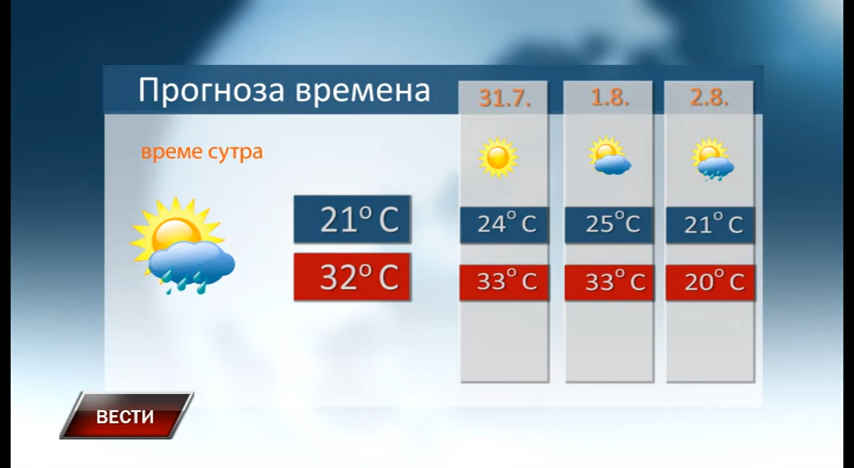 Прогноза времена
31.7.
1.8.
2.8.
време сутра
21°C
24°C
25°C
21°C
32°C
33°C
33°C
20°C
ВЕСТИ